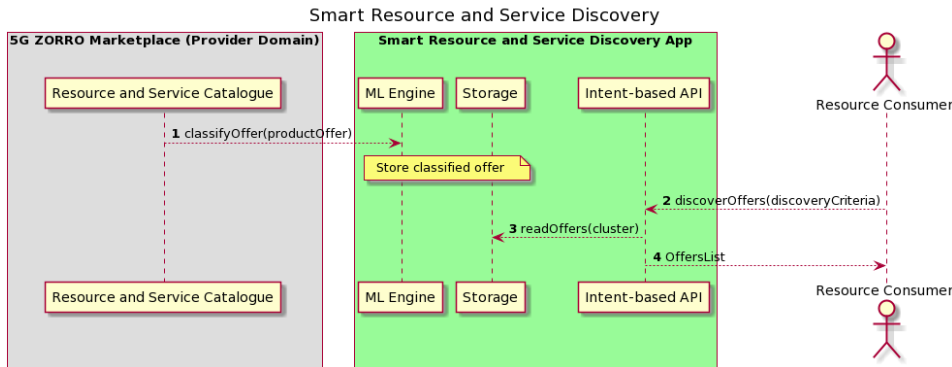 Smart Resource and Service Discovery
5G ZORRO Marketplace (Provider Domain)
Smart Resource and Service Discovery App
Resource and Service Catalogue
ML Engine
Storage
Intent-based API
Resource Consumer
1 classifyOffer(productOffer)
Store classified offer
2 discoverOffers(discoveryCriteria)
3 readOffers(cluster)
4 OffersList
Resource and Service Catalogue
ML Engine
Storage
Intent-based API
Resource Consumer